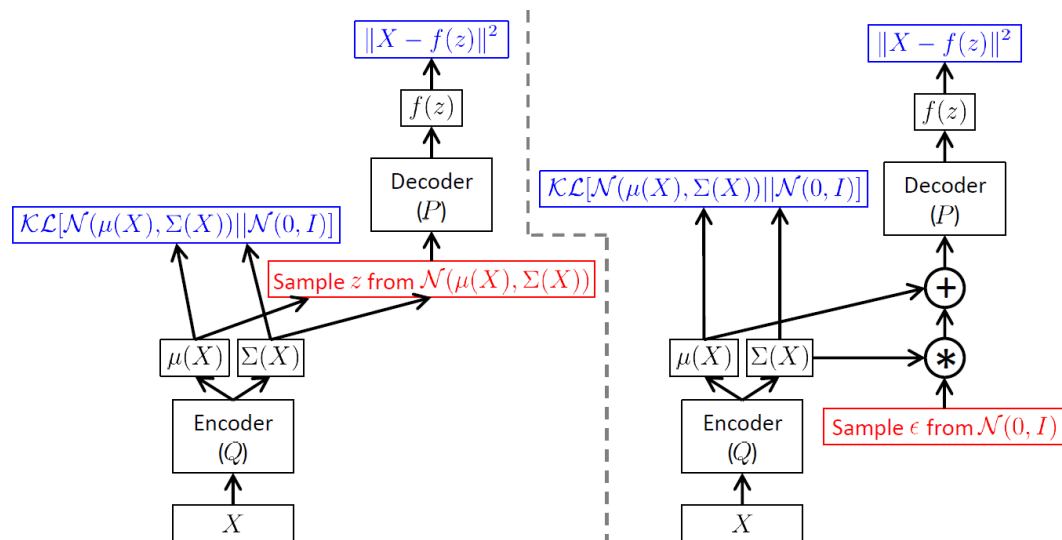 ‖X − f(z)‖²
f(z)
Decoder
(P)
𝒦ℒ[𝒩(μ(X), Σ(X))||𝒩(0, I)]
Sample z from 𝒩(μ(X), Σ(X))
μ(X)
Σ(X)
Encoder
(Q)
X
‖X − f(z)‖²
f(z)
Decoder
(P)
𝒦ℒ[𝒩(μ(X), Σ(X))||𝒩(0, I)]
+
μ(X)
Σ(X)
*
Sample ϵ from 𝒩(0, I)
Encoder
(Q)
X